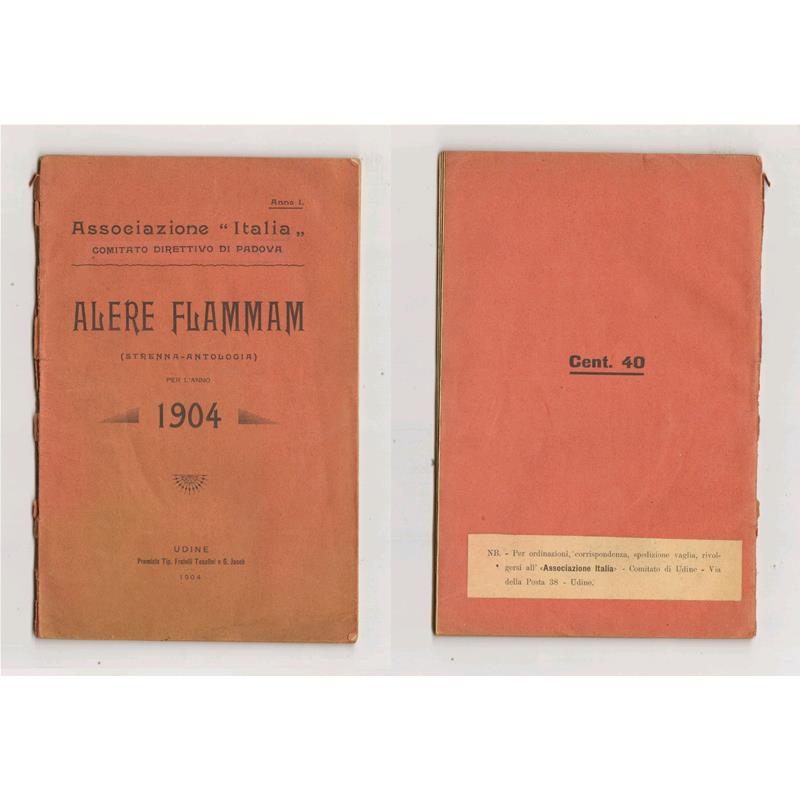 Anno I.
Associazione “Italia„
COMITATO DIRETTIVO DI PADOVA
ALERE FLAMMAM
(STRENNA-ANTOLOGIA)
PER L'ANNO
1904
UDINE
Premiata Tip. Fratelli Tosolini e G. Jacob
1904
Cent. 40
NB. - Per ordinazioni, corrispondenza, spedizione vaglia, rivol-
gersi all' «Associazione Italia» - Comitato di Udine - Via
della Posta 38 - Udine.